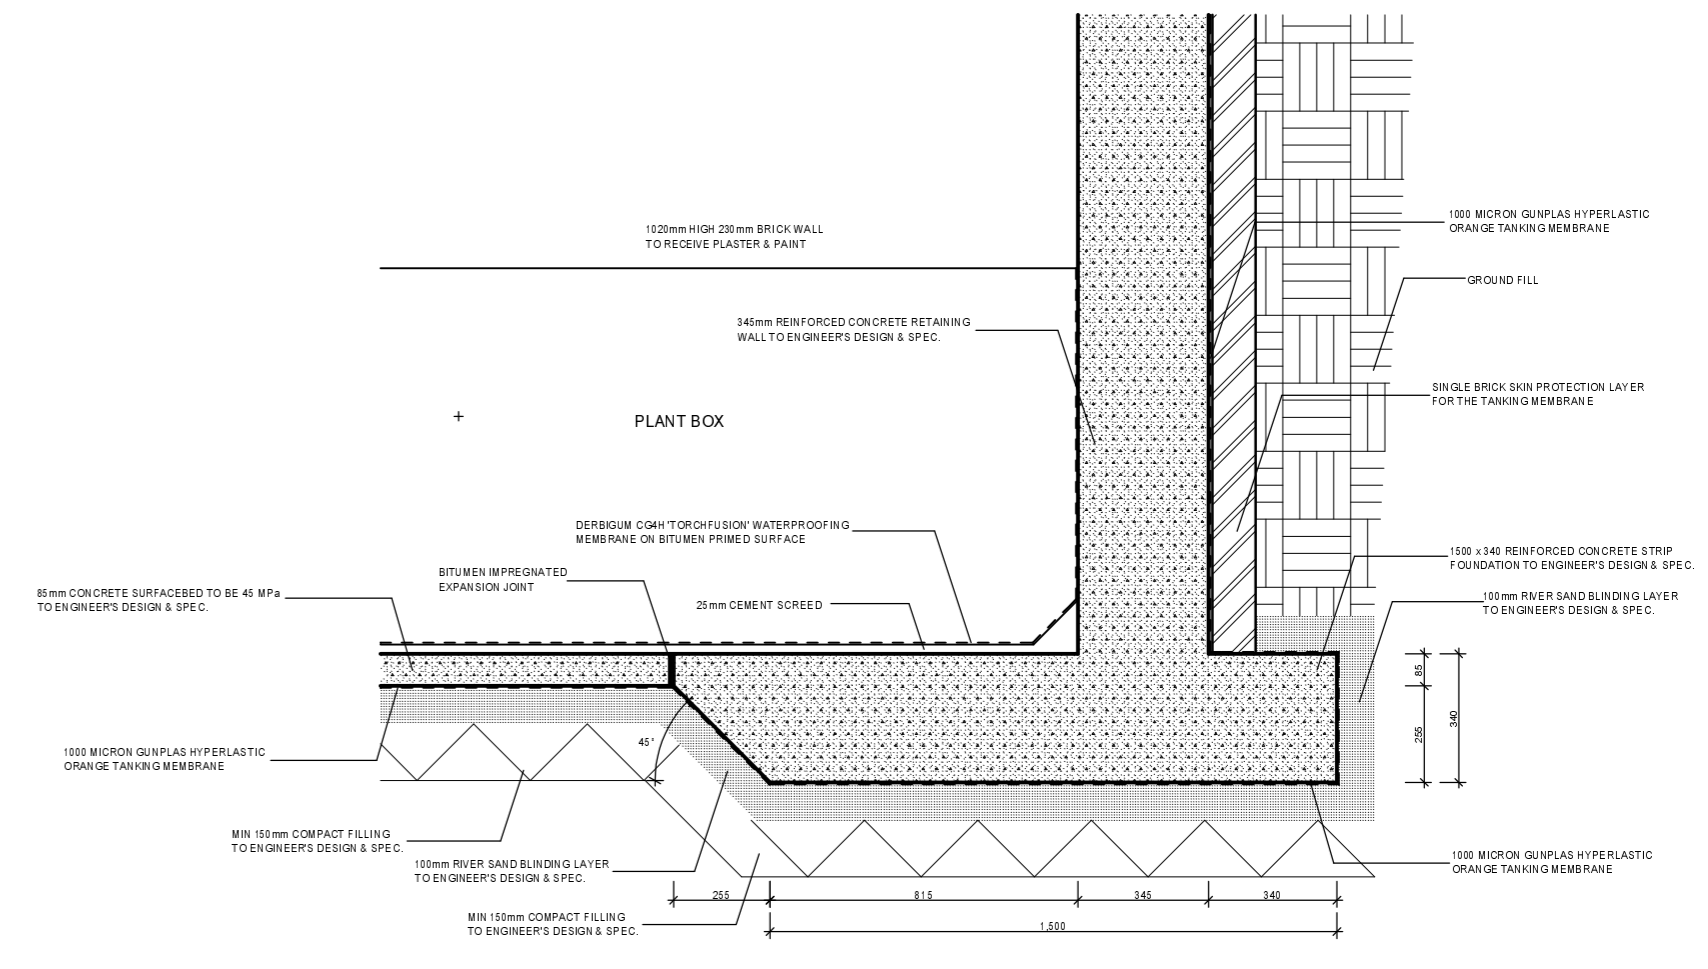 1020mm HIGH 230mm BRICK WALL
TO RECEIVE PLASTER & PAINT
1000 MICRON GUNPLAS HYPERLASTIC
ORANGE TANKING MEMBRANE
GROUND FILL
345mm REINFORCED CONCRETE RETAINING
WALL TO ENGINEER'S DESIGN & SPEC.
SINGLE BRICK SKIN PROTECTION LAYER
FOR THE TANKING MEMBRANE
PLANT BOX
DERBIGUM CG4H 'TORCHFUSION' WATERPROOFING
MEMBRANE ON BITUMEN PRIMED SURFACE
1500 x 340 REINFORCED CONCRETE STRIP
FOUNDATION TO ENGINEER'S DESIGN & SPEC.
BITUMEN IMPREGNATED
EXPANSION JOINT
85mm CONCRETE SURFACEBED TO BE 45 MPa
TO ENGINEER'S DESIGN & SPEC.
25mm CEMENT SCREED
100mm RIVER SAND BLINDING LAYER
TO ENGINEER'S DESIGN & SPEC.
85
255
340
45°
1000 MICRON GUNPLAS HYPERLASTIC
ORANGE TANKING MEMBRANE
MIN 150mm COMPACT FILLING
TO ENGINEER'S DESIGN & SPEC.
100mm RIVER SAND BLINDING LAYER
TO ENGINEER'S DESIGN & SPEC.
1000 MICRON GUNPLAS HYPERLASTIC
ORANGE TANKING MEMBRANE
255
815
345
340
MIN 150mm COMPACT FILLING
TO ENGINEER'S DESIGN & SPEC.
1,500